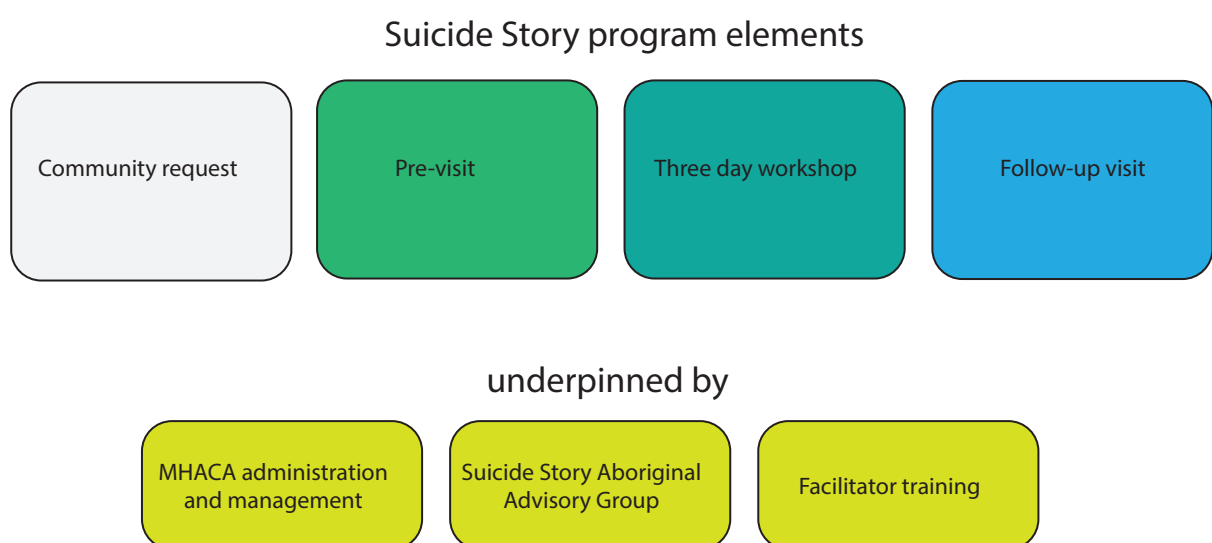 Suicide Story program elements
Community request
Pre-visit
Three day workshop
Follow-up visit
underpinned by
MHACA administration
and management
Suicide Story Aboriginal
Advisory Group
Facilitator training